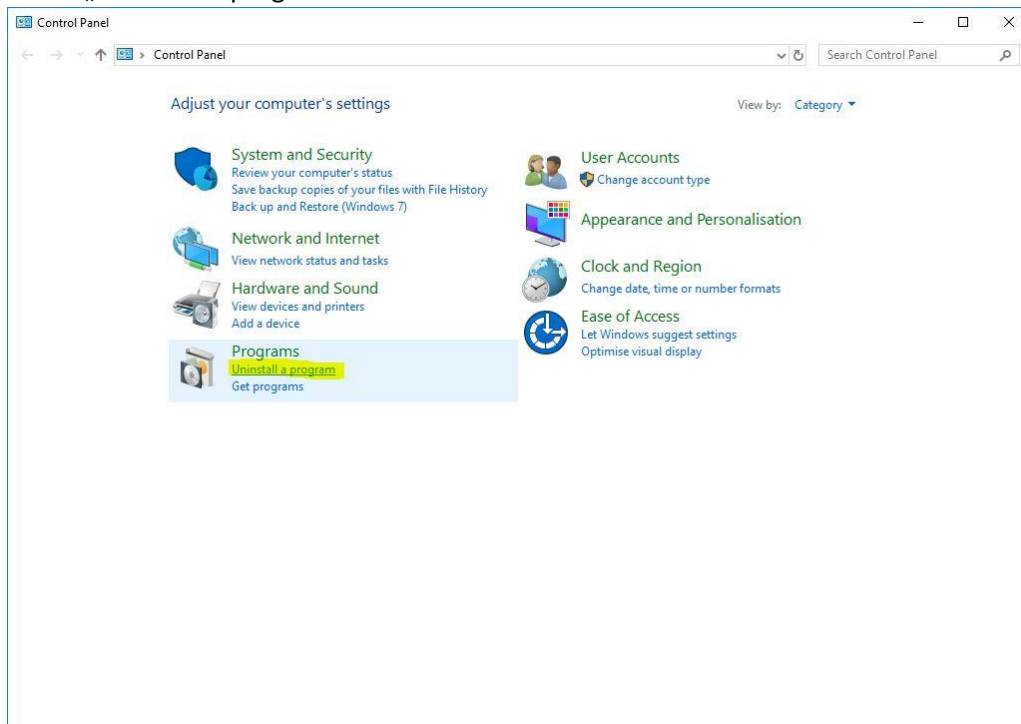 Control Panel
Control Panel
Search Control Panel
Adjust your computer's settings
View by: Category
System and Security
Review your computer's status
Save backup copies of your files with File History
Back up and Restore (Windows 7)
Network and Internet
View network status and tasks
Hardware and Sound
View devices and printers
Add a device
Programs
Uninstall a program
Get programs
User Accounts
Change account type
Appearance and Personalisation
Clock and Region
Change date, time or number formats
Ease of Access
Let Windows suggest settings
Optimise visual display